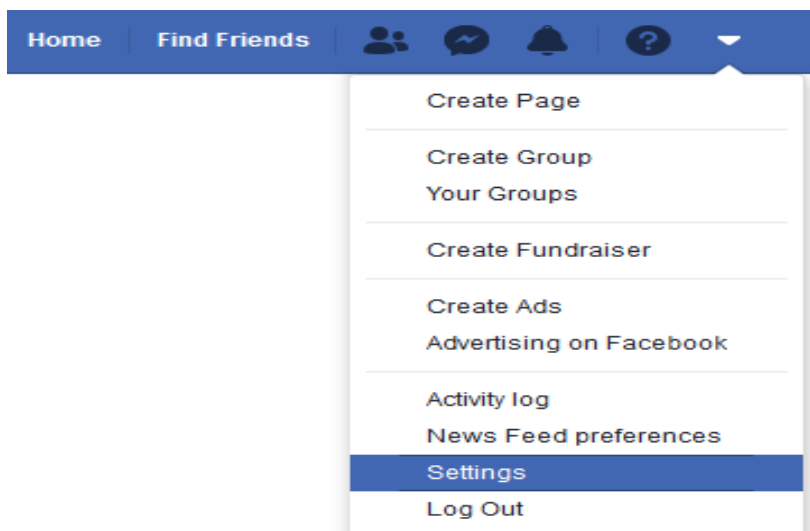 Home Find Friends
Create Page
Create Group
Your Groups
Create Fundraiser
Create Ads
Advertising on Facebook
Activity log
News Feed preferences
Settings
Log Out